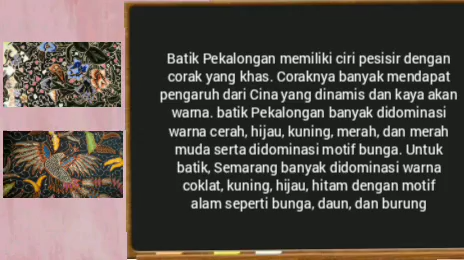 Batik Pekalongan memiliki ciri pesisir dengan
corak yang khas. Coraknya banyak mendapat
pengaruh dari Cina yang dinamis dan kaya akan
warna. batik Pekalongan banyak didominasi
warna cerah, hijau, kuning, merah, dan merah
muda serta didominasi motif bunga. Untuk
batik, Semarang banyak didominasi warna
coklat, kuning, hijau, hitam dengan motif
alam seperti bunga, daun, dan burung